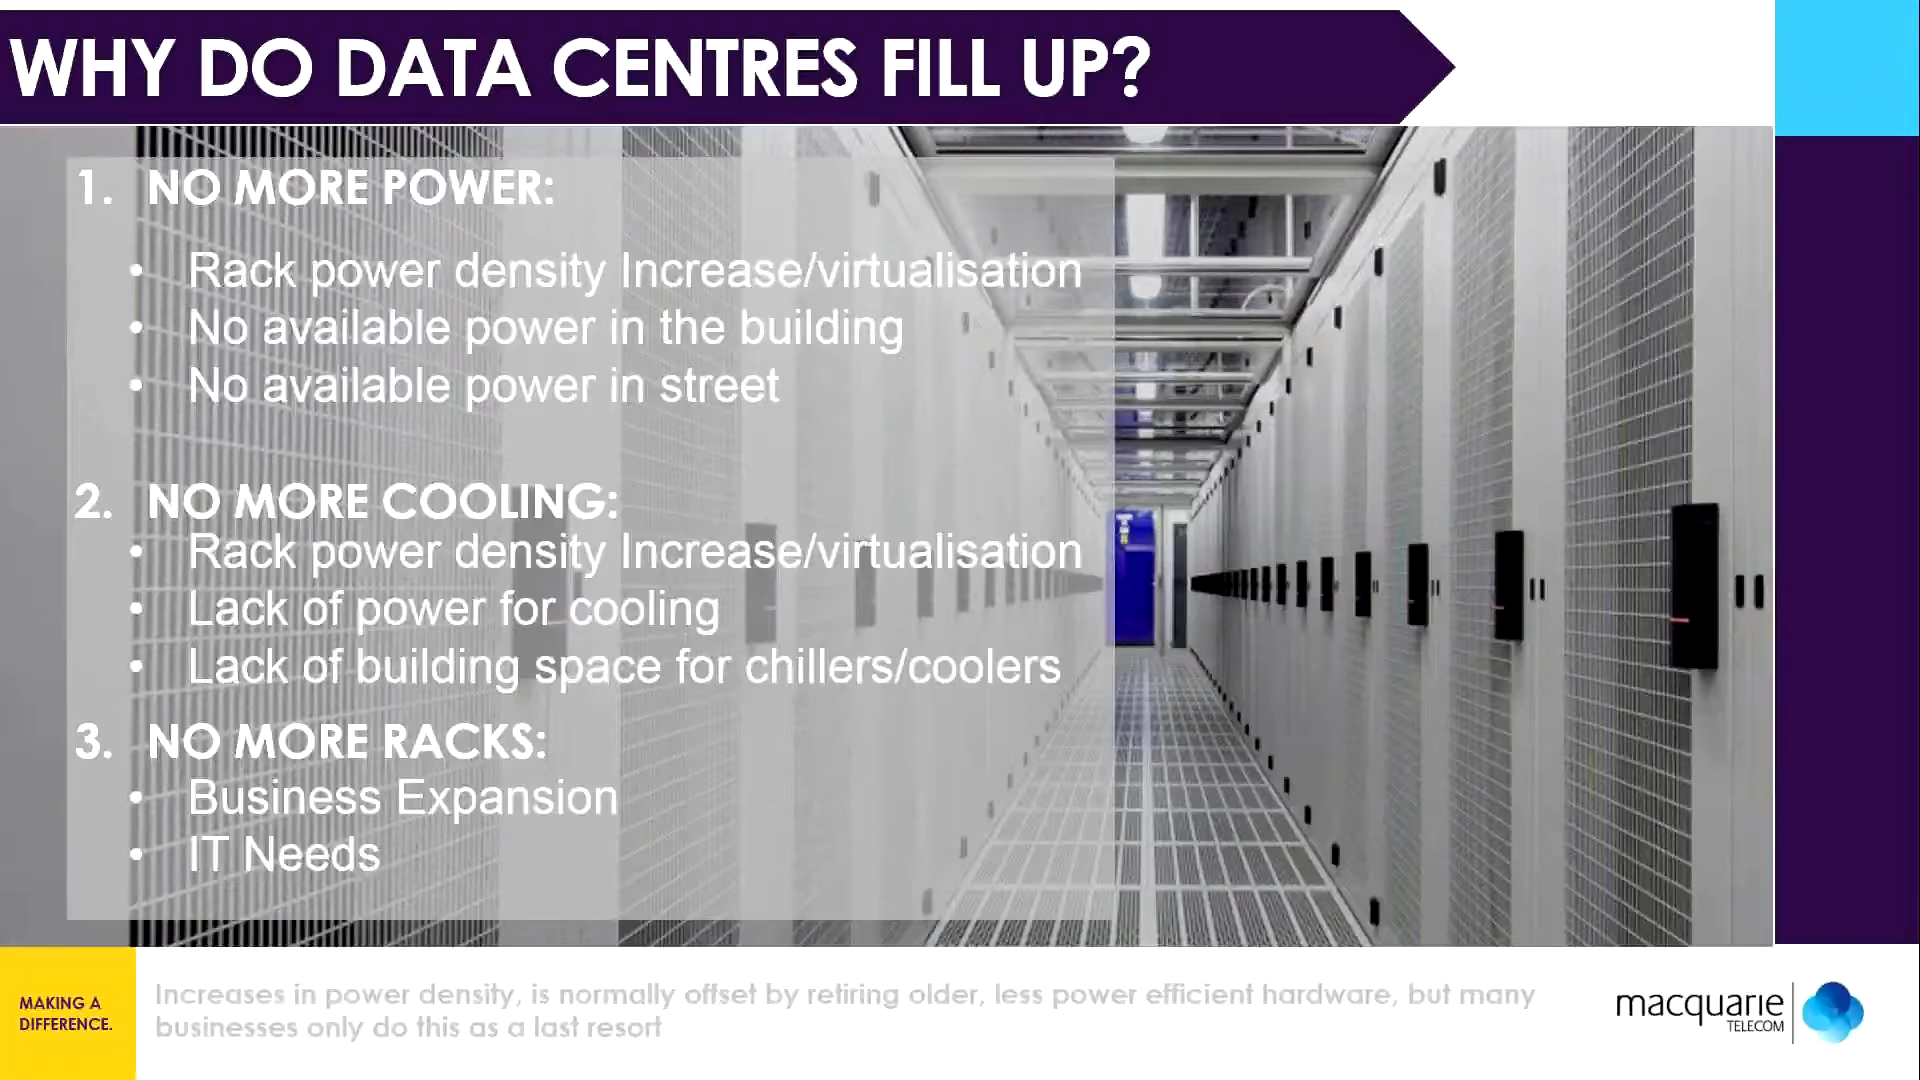 WHY DO DATA CENTRES FILL UP?
1. NO MORE POWER:
• Rack power density Increase/virtualisation
• No available power in the building
• No available power in street
2. NO MORE COOLING:
• Rack power density Increase/virtualisation
• Lack of power for cooling
• Lack of building space for chillers/coolers
3. NO MORE RACKS:
• Business Expansion
• IT Needs
MAKING A
DIFFERENCE.
Increases in power density, is normally offset by retiring older, less power efficient hardware, but many
businesses only do this as a last resort
macquarie
TELECOM